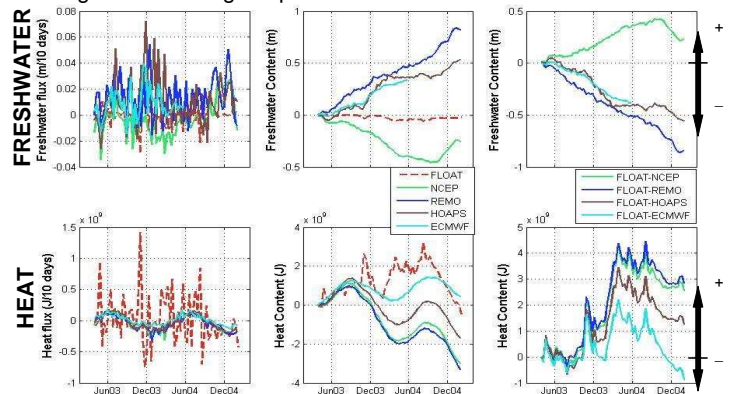 FRESHWATER
Freshwater flux (m/10 days)
0.08
0.06
0.04
0.02
0
-0.02
-0.04
Freshwater Content (m)
1
0.5
0
-0.5
Freshwater Content (m)
0.5
0
-0.5
-1
+
–
FLOAT
NCEP
REMO
HOAPS
ECMWF
FLOAT-NCEP
FLOAT-REMO
FLOAT-HOAPS
FLOAT-ECMWF
HEAT
Heat flux (J/10 days)
x 10⁹
1.5
1
0.5
0
-0.5
-1
Jun03 Dec03 Jun04 Dec04
Heat Content (J)
x 10⁹
4
2
0
-2
-4
Jun03 Dec03 Jun04 Dec04
Heat Content (J)
x 10⁹
5
4
3
2
1
0
-1
Jun03 Dec03 Jun04 Dec04
+
–